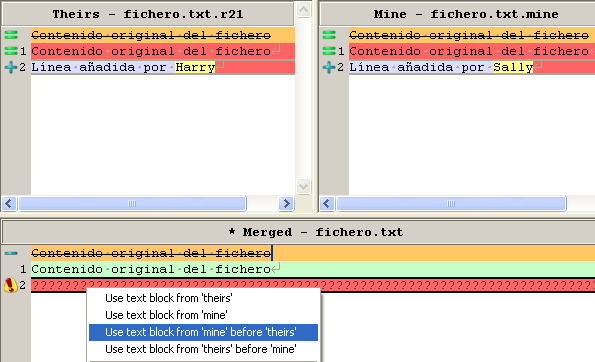 Theirs - fichero.txt.r21
Contenido original del fichero
1 Contenido original del fichero
2 Línea añadida por Harry
Mine - fichero.txt.mine
Contenido original del fichero
1 Contenido original del fichero
2 Línea añadida por Sally
* Merged - fichero.txt
Contenido original del fichero
1 Contenido original del fichero
2 ??????????????????????????????????????????????????????????????????????
Use text block from 'theirs'
Use text block from 'mine'
Use text block from 'mine' before 'theirs'
Use text block from 'theirs' before 'mine'